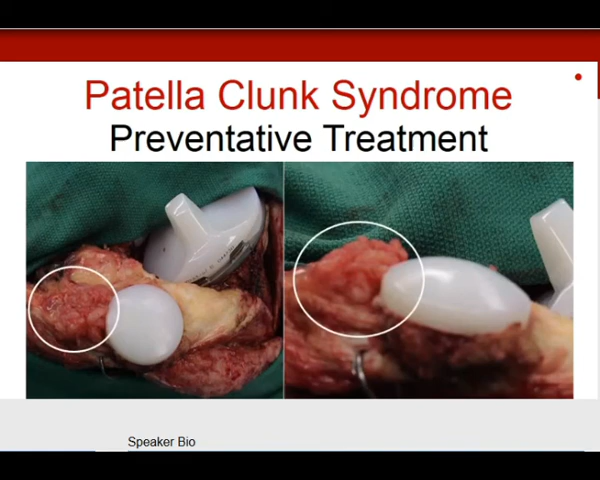 Patella Clunk Syndrome
Preventative Treatment
Speaker Bio